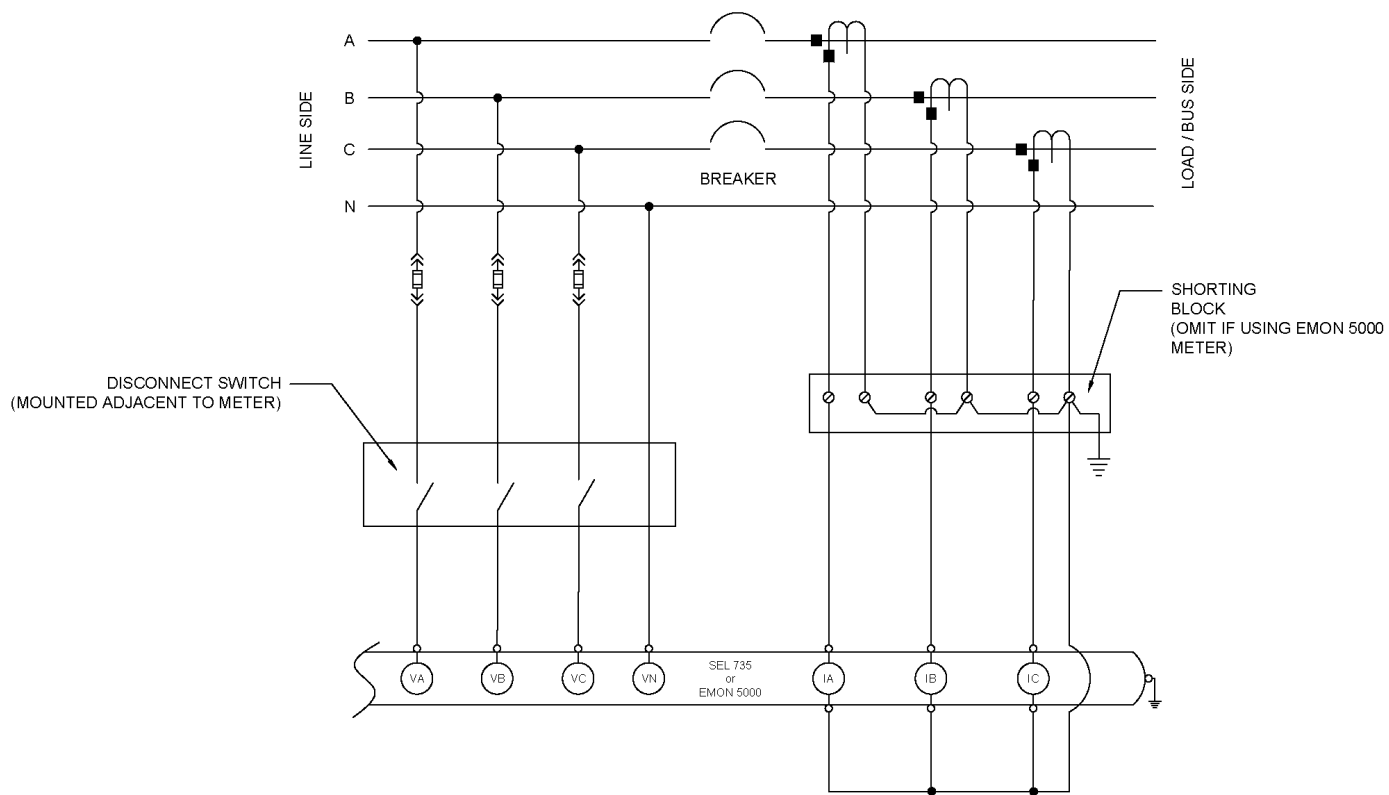 A
B
C
N
LINE SIDE
BREAKER
LOAD / BUS SIDE
SHORTING
BLOCK
(OMIT IF USING EMON 5000
METER)
DISCONNECT SWITCH
(MOUNTED ADJACENT TO METER)
VA
VB
VC
VN
SEL 735
or
EMON 5000
IA
IB
IC